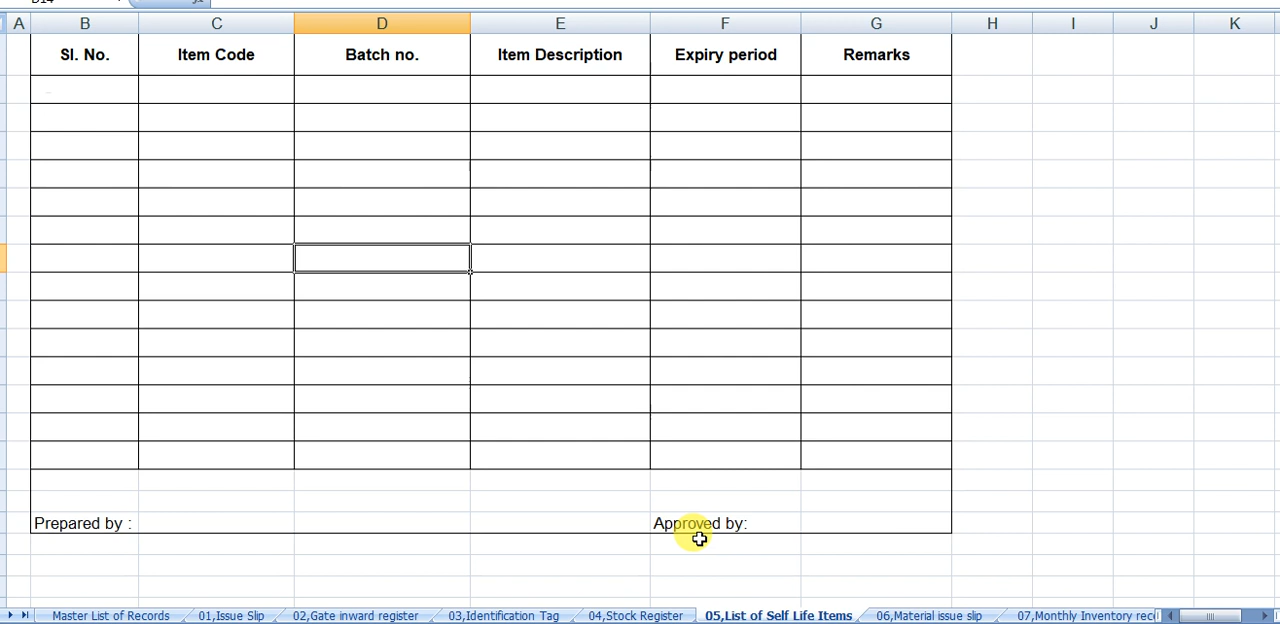 A B C D E F G H I J K
Sl. No. Item Code Batch no. Item Description Expiry period Remarks
Prepared by : Approved by:
Master List of Records 01,Issue Slip 02,Gate inward register 03,Identification Tag 04,Stock Register 05,List of Self Life Items 06,Material issue slip 07,Monthly Inventory rec